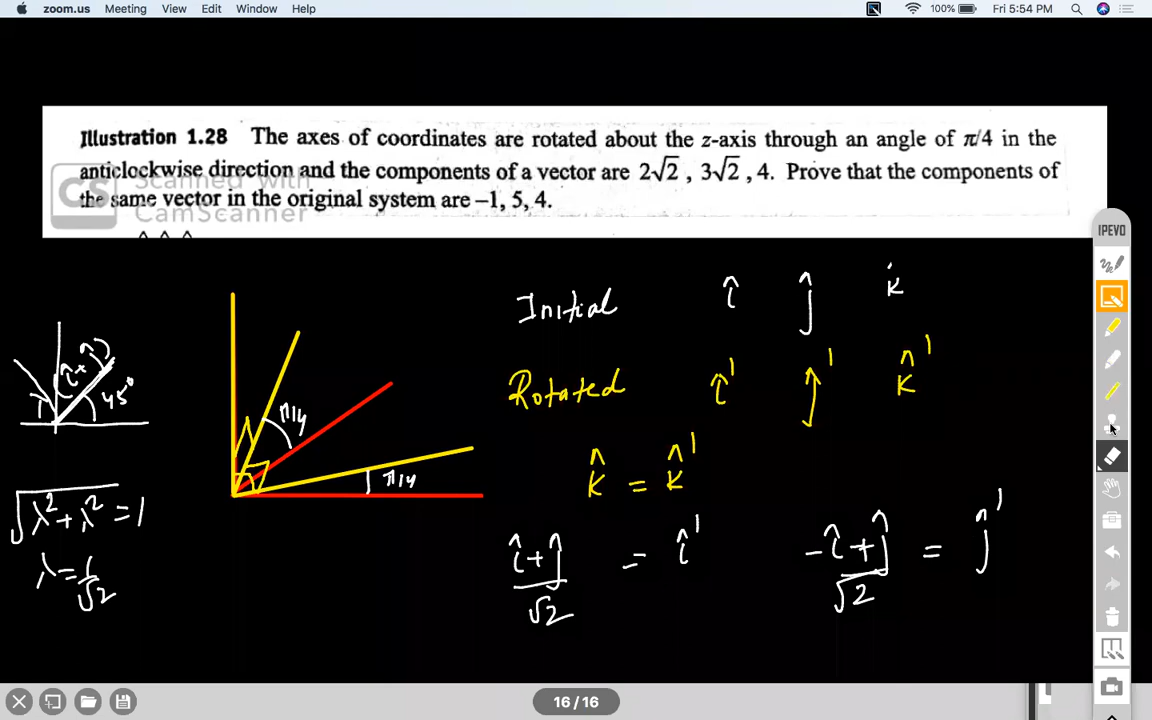 zoom.us Meeting View Edit Window Help 100% Fri 5:54 PM
Illustration 1.28 The axes of coordinates are rotated about the z-axis through an angle of π/4 in the
anticlockwise direction and the components of a vector are 2√2 , 3√2 , 4. Prove that the components of
the same vector in the original system are –1, 5, 4.
CS Scanned with
CamScanner
IPEVO
Initial î ĵ k̂
Rotated î' ĵ' k̂'
k̂ = k̂'
(î+ĵ)/√2 = î' (-î+ĵ)/√2 = ĵ'
î+ĵ
45°
π/4
π/4
√(λ²+λ²) = 1
λ = 1/√2
16 / 16